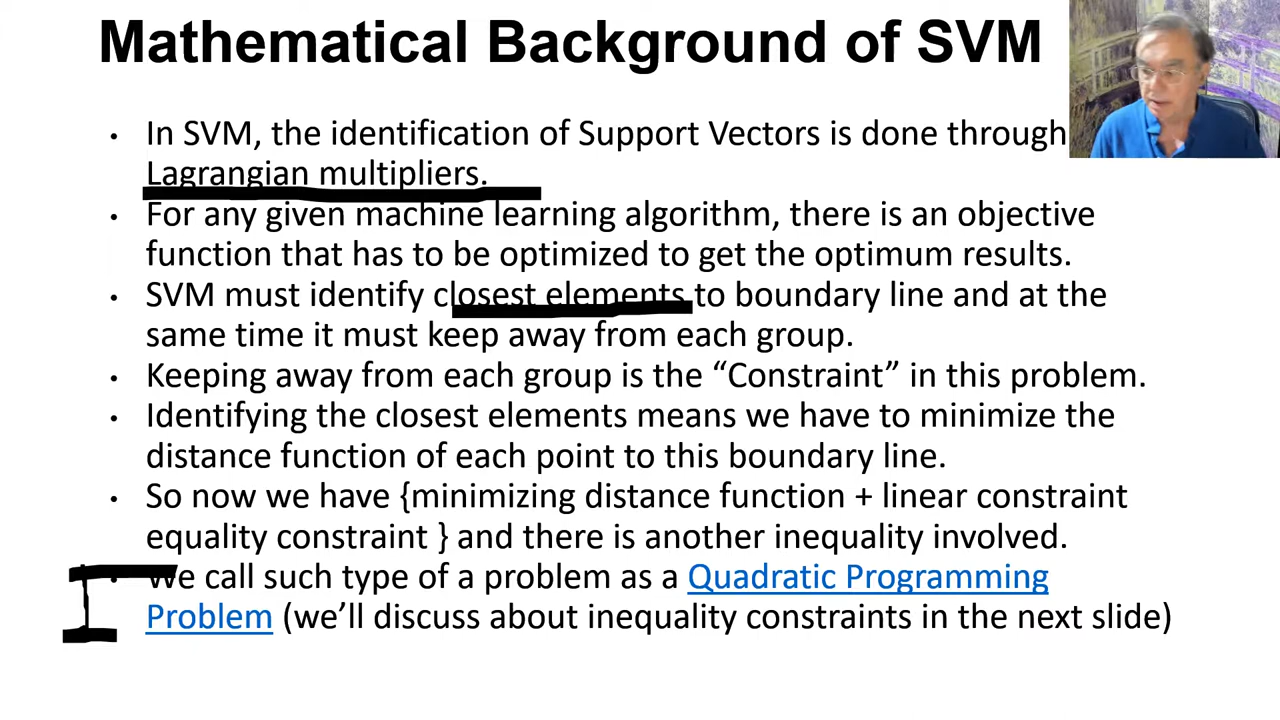 Mathematical Background of SVM
• In SVM, the identification of Support Vectors is done through
Lagrangian multipliers.
• For any given machine learning algorithm, there is an objective
function that has to be optimized to get the optimum results.
• SVM must identify closest elements to boundary line and at the
same time it must keep away from each group.
• Keeping away from each group is the “Constraint” in this problem.
• Identifying the closest elements means we have to minimize the
distance function of each point to this boundary line.
• So now we have {minimizing distance function + linear constraint
equality constraint } and there is another inequality involved.
• We call such type of a problem as a Quadratic Programming
Problem (we’ll discuss about inequality constraints in the next slide)